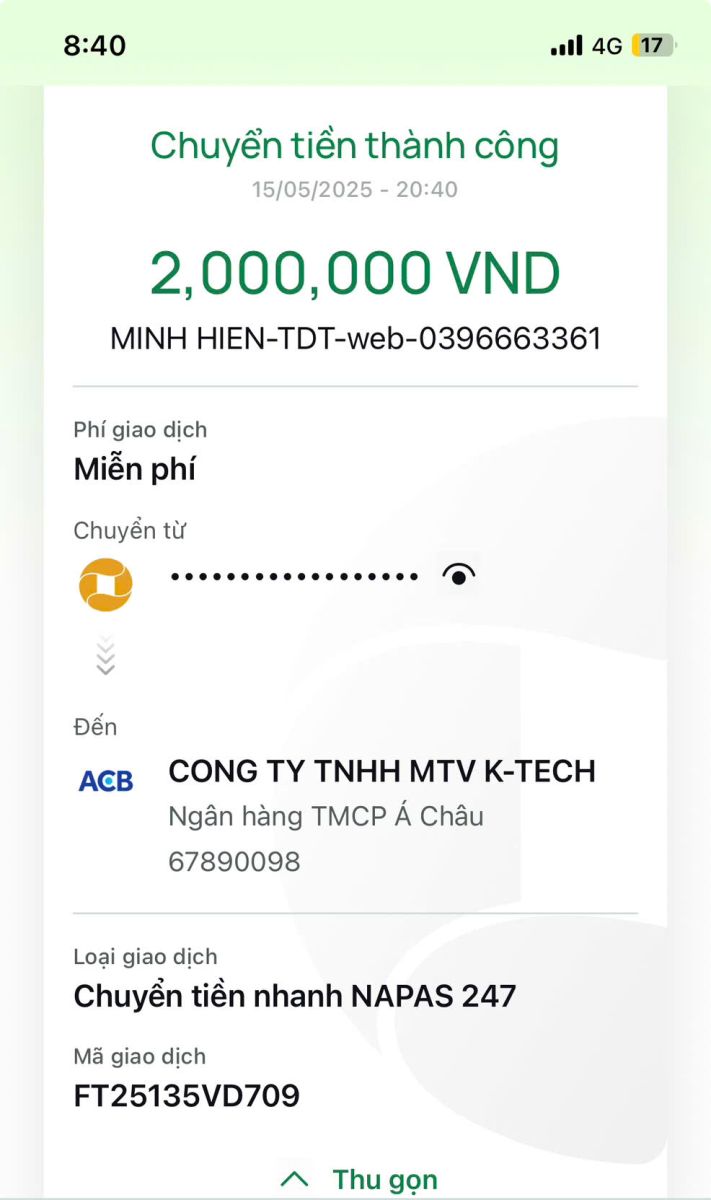 8:40
4G 17
Chuyển tiền thành công
15/05/2025 - 20:40
2,000,000 VND
MINH HIEN-TDT-web-0396663361
Phí giao dịch
Miễn phí
Chuyển từ
••••••••••••••••••
Đến
ACB
CONG TY TNHH MTV K-TECH
Ngân hàng TMCP Á Châu
67890098
Loại giao dịch
Chuyển tiền nhanh NAPAS 247
Mã giao dịch
FT25135VD709
Thu gọn